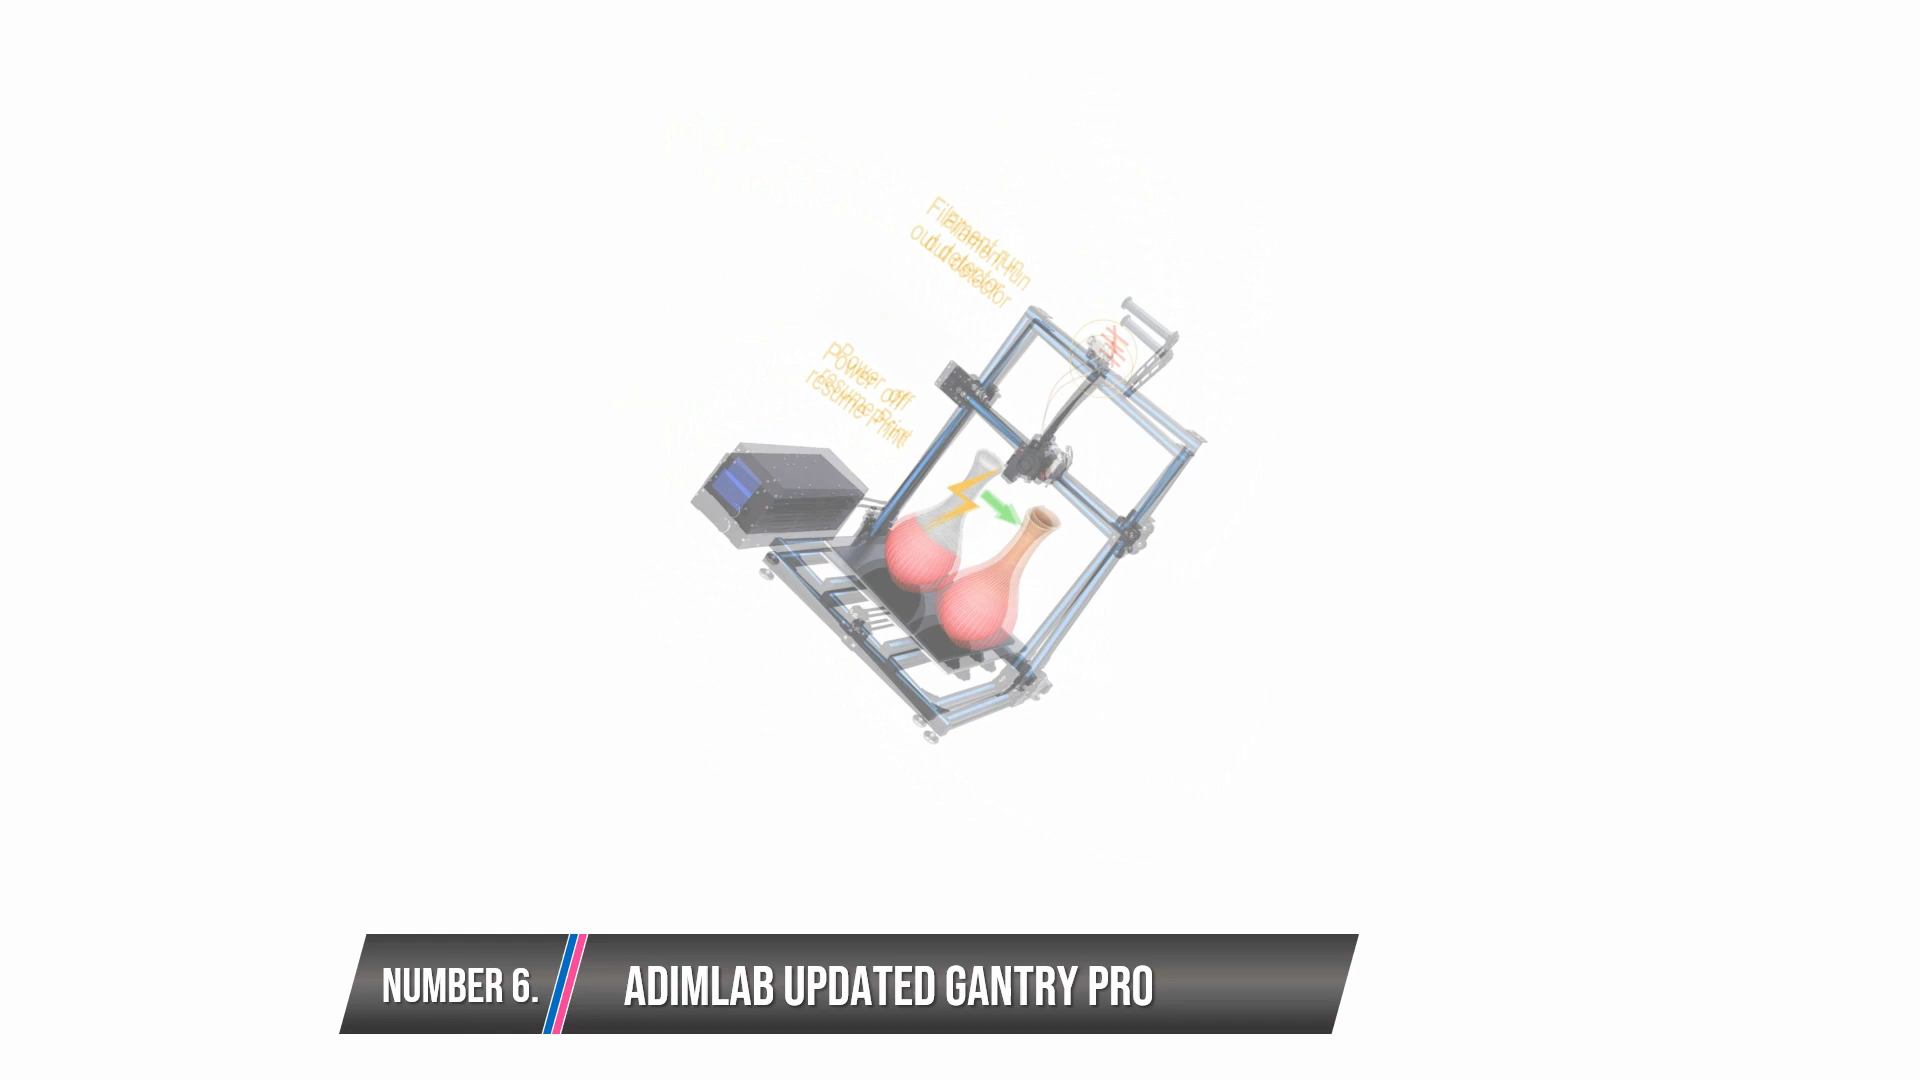 Filament run
out detector
Power off
resume Print
NUMBER 6.
ADIMLAB UPDATED GANTRY PRO